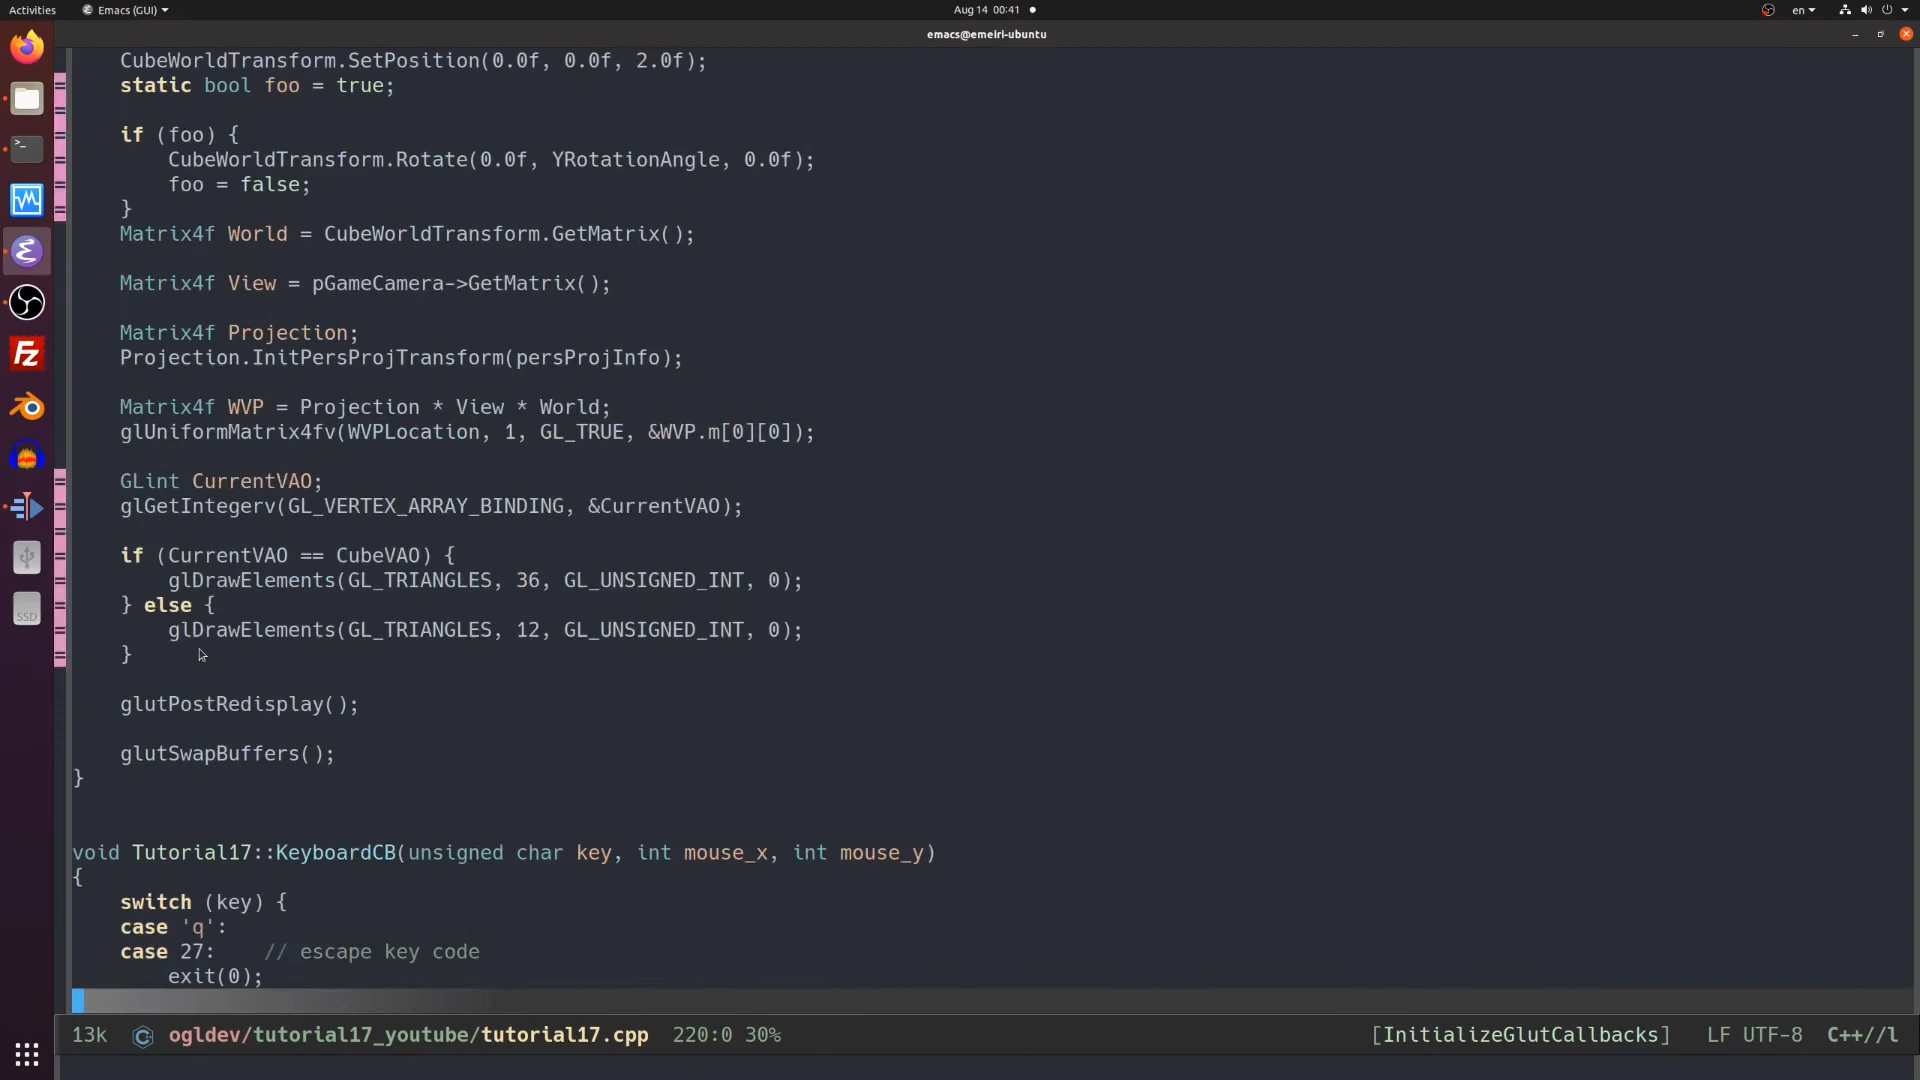 Activities
Emacs (GUI)
Aug 14 00:41
en
emacs@emeiri-ubuntu
CubeWorldTransform.SetPosition(0.0f, 0.0f, 2.0f);
static bool foo = true;
if (foo) {
CubeWorldTransform.Rotate(0.0f, YRotationAngle, 0.0f);
foo = false;
}
Matrix4f World = CubeWorldTransform.GetMatrix();
Matrix4f View = pGameCamera->GetMatrix();
Matrix4f Projection;
Projection.InitPersProjTransform(persProjInfo);
Matrix4f WVP = Projection * View * World;
glUniformMatrix4fv(WVPLocation, 1, GL_TRUE, &WVP.m[0][0]);
GLint CurrentVAO;
glGetIntegerv(GL_VERTEX_ARRAY_BINDING, &CurrentVAO);
if (CurrentVAO == CubeVAO) {
glDrawElements(GL_TRIANGLES, 36, GL_UNSIGNED_INT, 0);
} else {
glDrawElements(GL_TRIANGLES, 12, GL_UNSIGNED_INT, 0);
}
glutPostRedisplay();
glutSwapBuffers();
}
void Tutorial17::KeyboardCB(unsigned char key, int mouse_x, int mouse_y)
{
switch (key) {
case 'q':
case 27: // escape key code
exit(0);
13k ogldev/tutorial17_youtube/tutorial17.cpp 220:0 30% [InitializeGlutCallbacks] LF UTF-8 C++//l
Fz
SSD